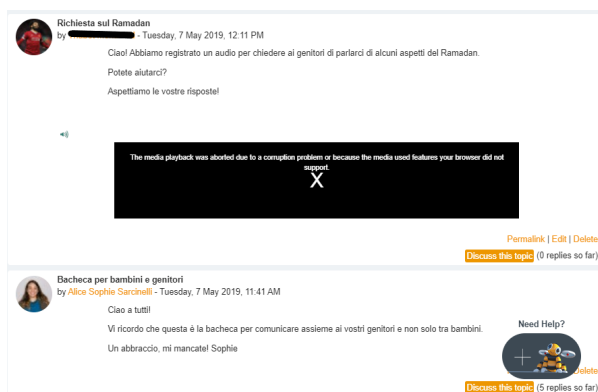 Richiesta sul Ramadan
by - Tuesday, 7 May 2019, 12:11 PM
Ciao! Abbiamo registrato un audio per chiedere ai genitori di parlarci di alcuni aspetti del Ramadan.
Potete aiutarci?
Aspettiamo le vostre risposte!
The media playback was aborted due to a corruption problem or because the media used features your browser did not
support.
X
Permalink | Edit | Delete
Discuss this topic (0 replies so far)
Bacheca per bambini e genitori
by Alice Sophie Sarcinelli - Tuesday, 7 May 2019, 11:41 AM
Ciao a tutti!
Vi ricordo che questa è la bacheca per comunicare assieme ai vostri genitori e non solo tra bambini.
Need Help?
Un abbraccio, mi mancate! Sophie
Delete
Discuss this topic (5 replies so far)